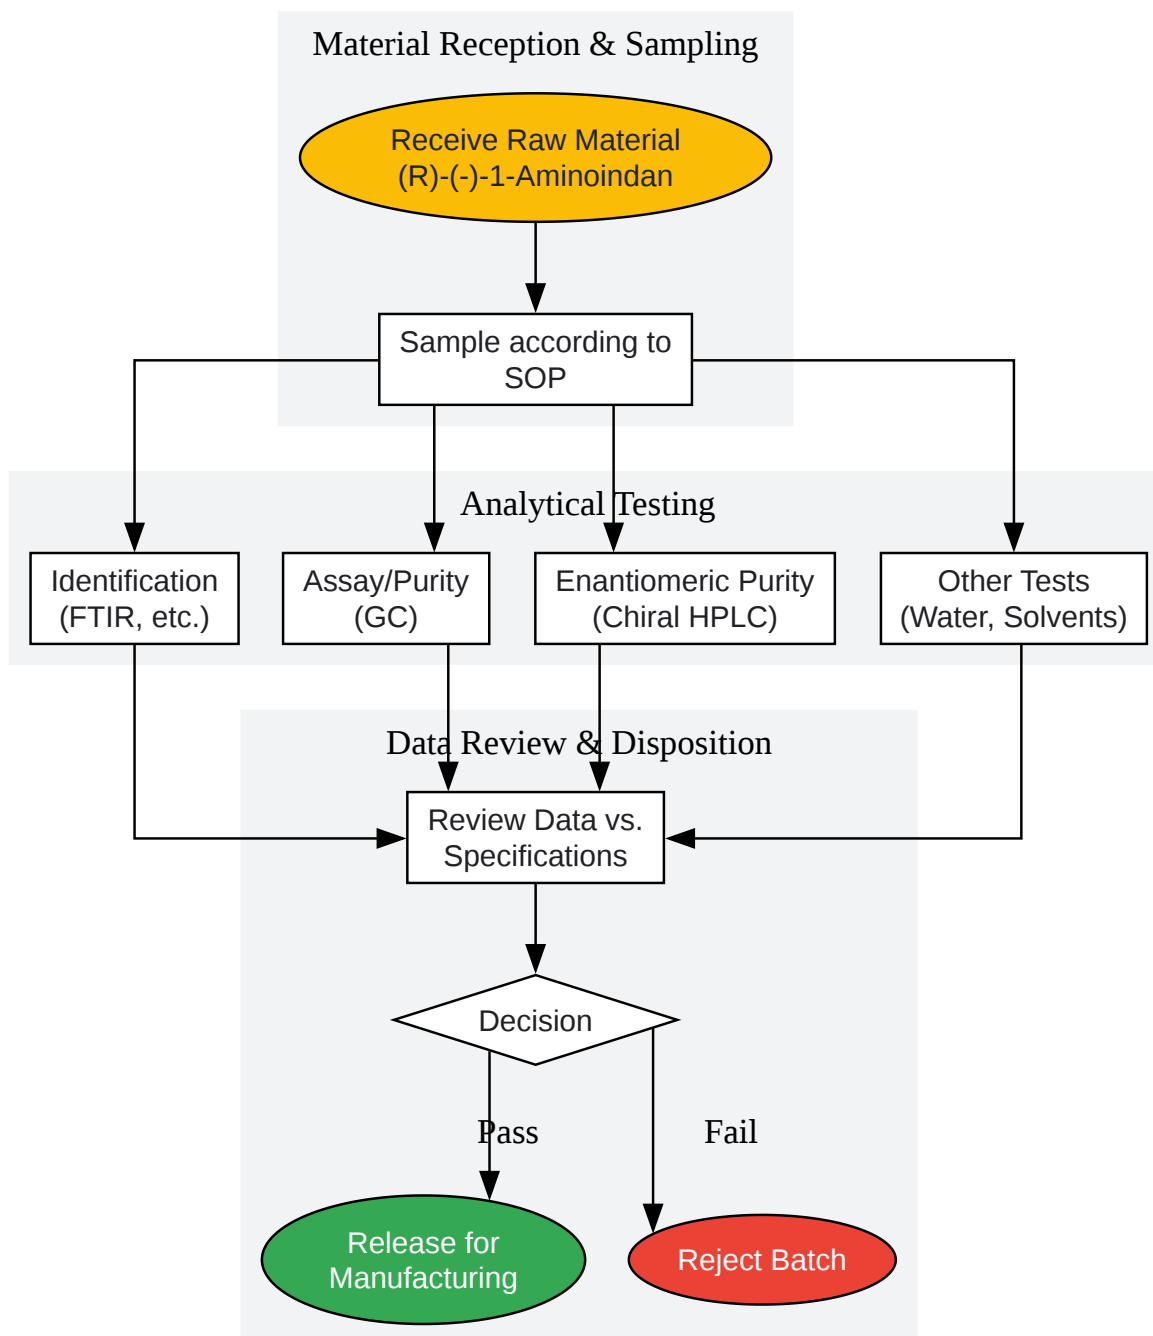 Material Reception & Sampling
Receive Raw Material
(R)-(-)-1-Aminoindan
Sample according to
SOP
Analytical Testing
Identification
(FTIR, etc.)
Assay/Purity
(GC)
Enantiomeric Purity
(Chiral HPLC)
Other Tests
(Water, Solvents)
Data Review & Disposition
Review Data vs.
Specifications
Decision
Pass
Fail
Release for
Manufacturing
Reject Batch